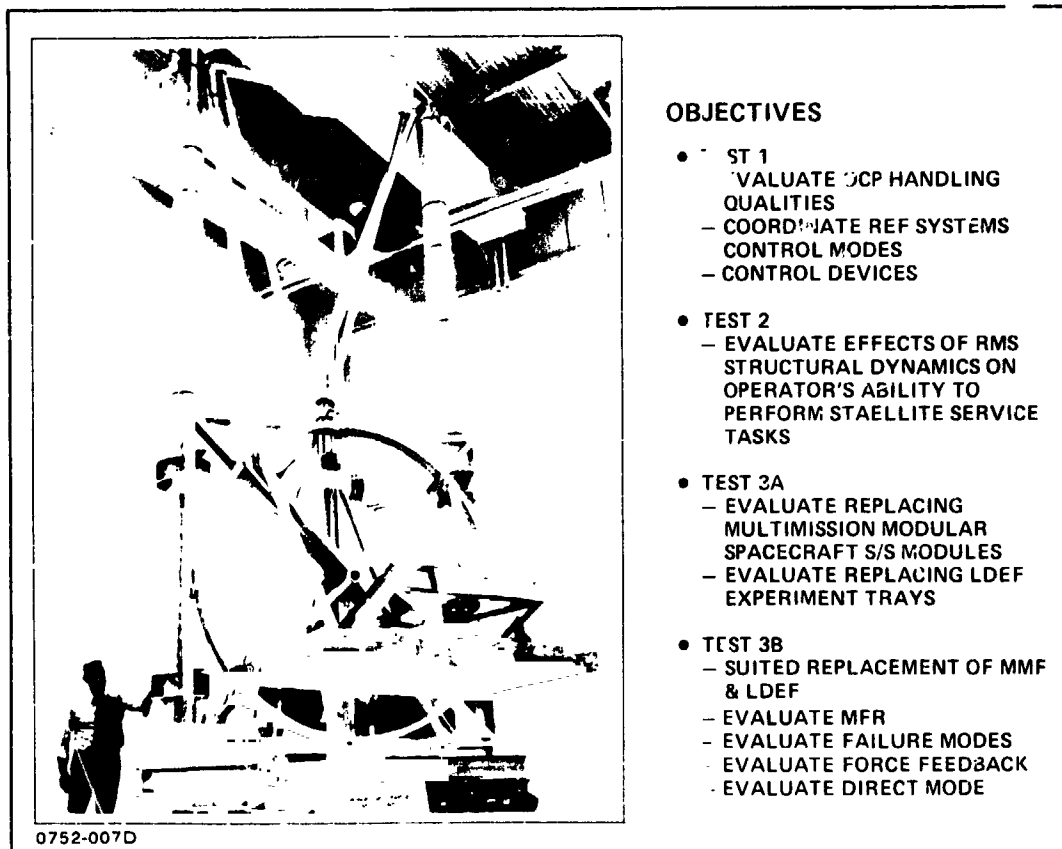 OBJECTIVES
● TEST 1
EVALUATE OCP HANDLING
QUALITIES
– COORDINATE REF SYSTEMS
CONTROL MODES
– CONTROL DEVICES
● TEST 2
– EVALUATE EFFECTS OF RMS
STRUCTURAL DYNAMICS ON
OPERATOR'S ABILITY TO
PERFORM STAELLITE SERVICE
TASKS
● TEST 3A
– EVALUATE REPLACING
MULTIMISSION MODULAR
SPACECRAFT S/S MODULES
– EVALUATE REPLACING LDEF
EXPERIMENT TRAYS
● TEST 3B
– SUITED REPLACEMENT OF MMF
& LDEF
– EVALUATE MFR
– EVALUATE FAILURE MODES
- EVALUATE FORCE FEEDBACK
- EVALUATE DIRECT MODE
0752-007D